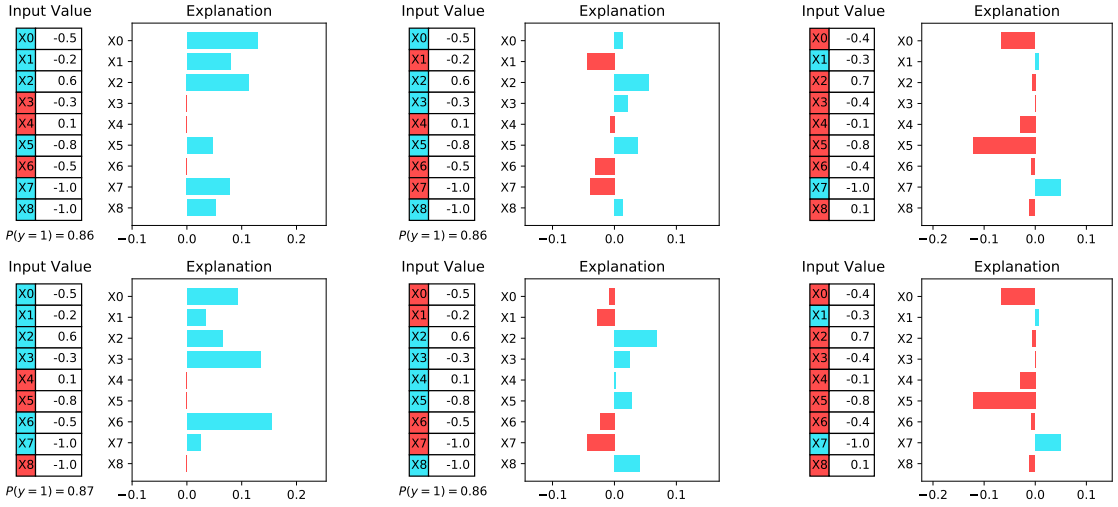 Input Value
Explanation
X0 -0.5
X1 -0.2
X2 0.6
X3 -0.3
X4 0.1
X5 -0.8
X6 -0.5
X7 -1.0
X8 -1.0
P(y = 1) = 0.86
X0
X1
X2
X3
X4
X5
X6
X7
X8
−0.1 0.0 0.1 0.2
Input Value
Explanation
X0 -0.5
X1 -0.2
X2 0.6
X3 -0.3
X4 0.1
X5 -0.8
X6 -0.5
X7 -1.0
X8 -1.0
P(y = 1) = 0.86
X0
X1
X2
X3
X4
X5
X6
X7
X8
−0.1 0.0 0.1
Input Value
Explanation
X0 -0.4
X1 -0.3
X2 0.7
X3 -0.4
X4 -0.1
X5 -0.8
X6 -0.4
X7 -1.0
X8 0.1
X0
X1
X2
X3
X4
X5
X6
X7
X8
−0.2 −0.1 0.0 0.1
Input Value
Explanation
X0 -0.5
X1 -0.2
X2 0.6
X3 -0.3
X4 0.1
X5 -0.8
X6 -0.5
X7 -1.0
X8 -1.0
P(y = 1) = 0.87
X0
X1
X2
X3
X4
X5
X6
X7
X8
−0.1 0.0 0.1 0.2
Input Value
Explanation
X0 -0.5
X1 -0.2
X2 0.6
X3 -0.3
X4 0.1
X5 -0.8
X6 -0.5
X7 -1.0
X8 -1.0
P(y = 1) = 0.86
X0
X1
X2
X3
X4
X5
X6
X7
X8
−0.1 0.0 0.1
Input Value
Explanation
X0 -0.4
X1 -0.3
X2 0.7
X3 -0.4
X4 -0.1
X5 -0.8
X6 -0.4
X7 -1.0
X8 0.1
X0
X1
X2
X3
X4
X5
X6
X7
X8
−0.2 −0.1 0.0 0.1